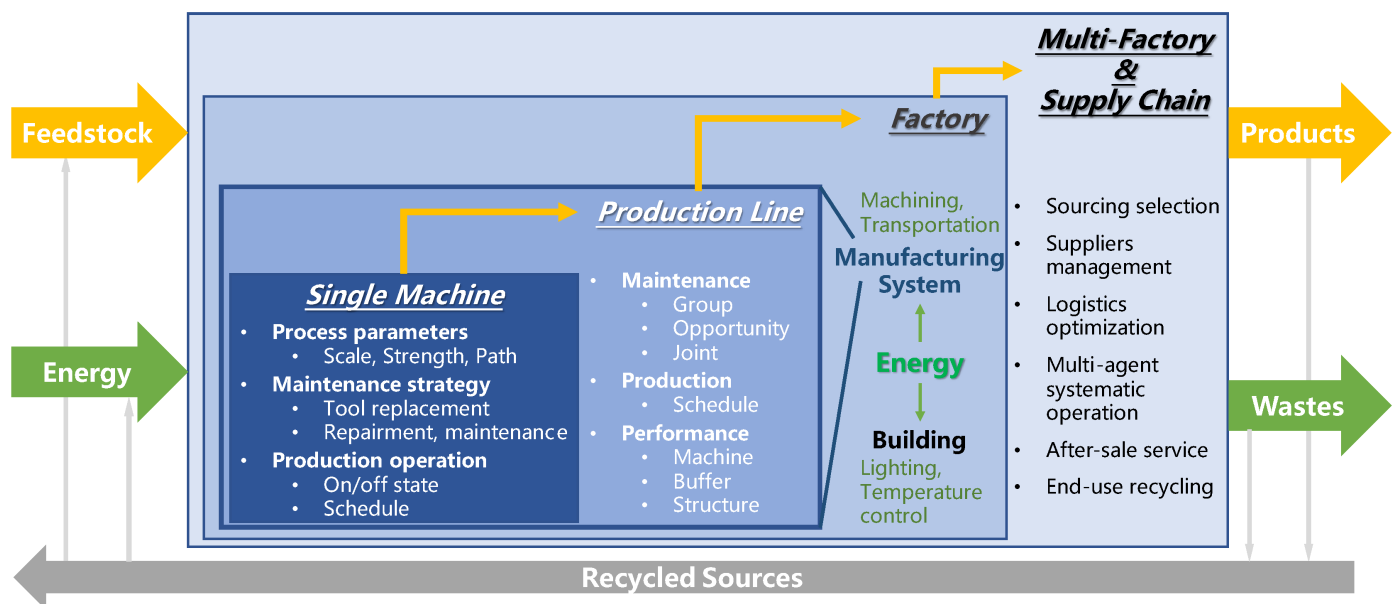 Feedstock
Energy
Single Machine
• Process parameters
• Scale, Strength, Path
• Maintenance strategy
• Tool replacement
• Repairment, maintenance
• Production operation
• On/off state
• Schedule
Production Line
• Maintenance
• Group
• Opportunity
• Joint
• Production
• Schedule
• Performance
• Machine
• Buffer
• Structure
Factory
Machining,
Transportation
Manufacturing
System
Energy
Building
Lighting,
Temperature
control
Multi-Factory
&
Supply Chain
• Sourcing selection
• Suppliers
management
• Logistics
optimization
• Multi-agent
systematic
operation
• After-sale service
• End-use recycling
Products
Wastes
Recycled Sources